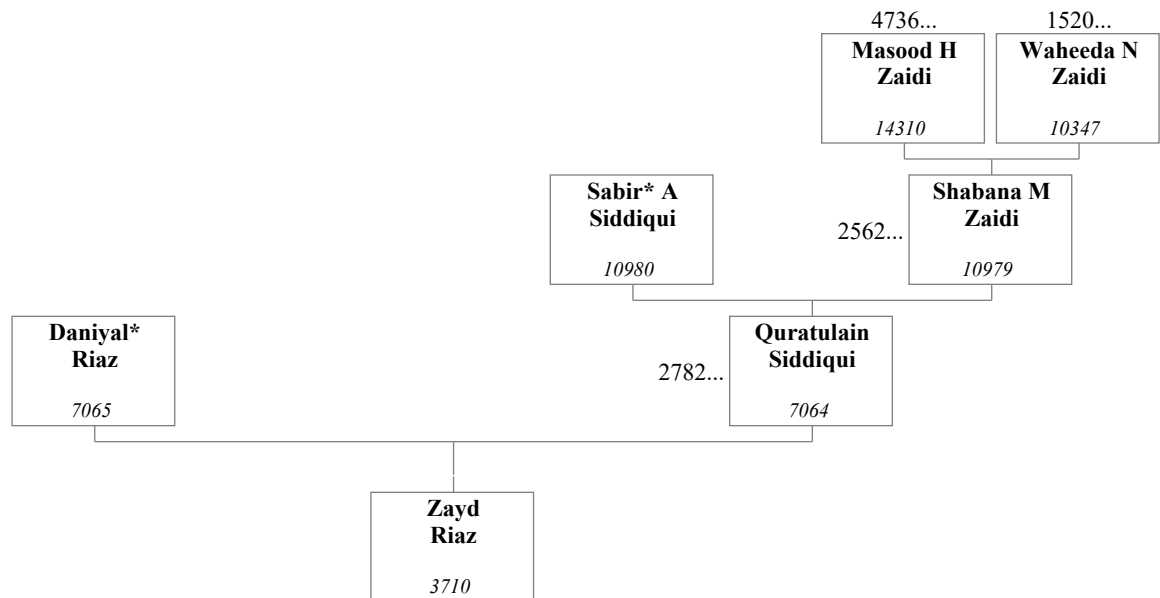 4736...
1520...
Masood H
Zaidi
14310
Waheeda N
Zaidi
10347
Sabir* A
Siddiqui
10980
2562...
Shabana M
Zaidi
10979
Daniyal*
Riaz
7065
2782...
Quratulain
Siddiqui
7064
Zayd
Riaz
3710